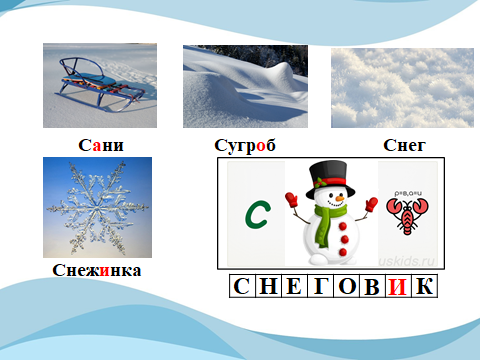 Сани
Сугроб
Снег
С
р=в,а=и
uskids.ru
Снежинка
СНЕГОВИК